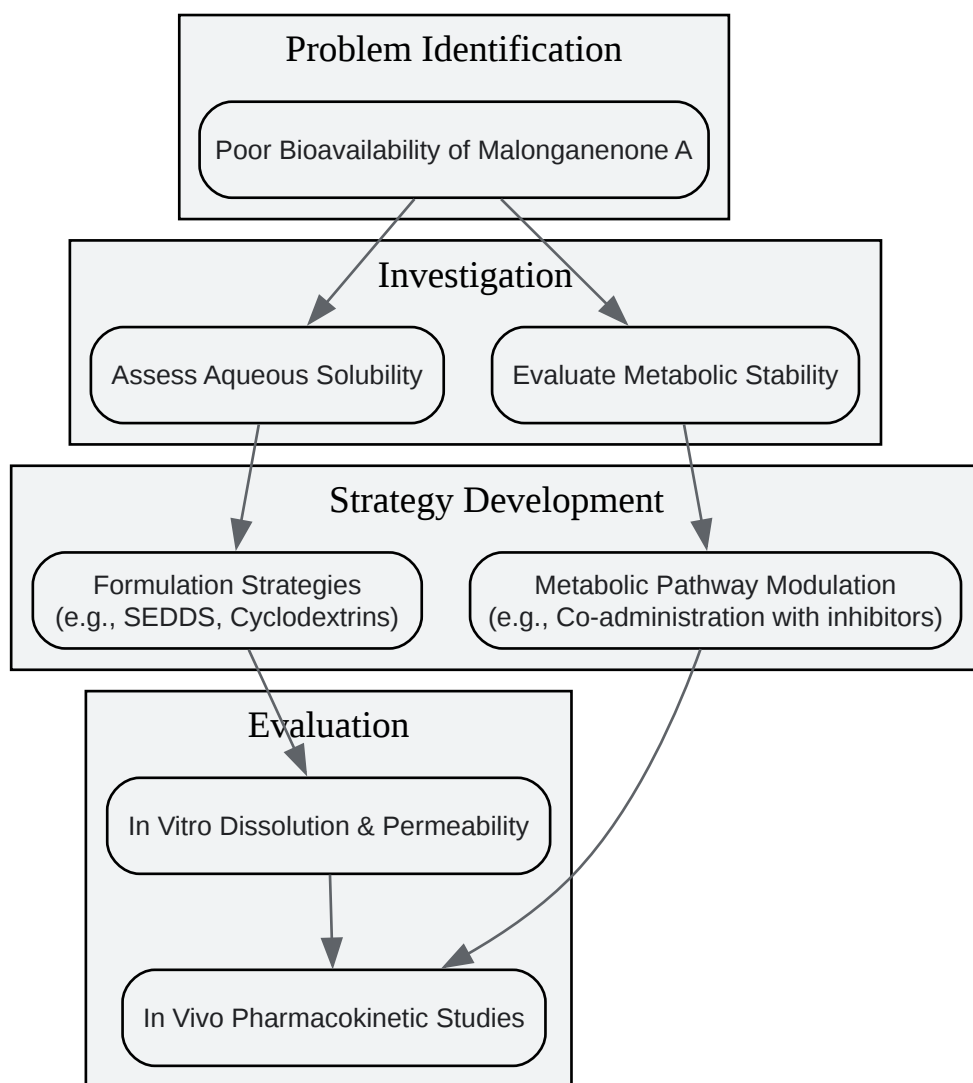 Problem Identification
Poor Bioavailability of Malonganenone A
Investigation
Assess Aqueous Solubility
Evaluate Metabolic Stability
Strategy Development
Formulation Strategies
(e.g., SEDDS, Cyclodextrins)
Metabolic Pathway Modulation
(e.g., Co-administration with inhibitors)
Evaluation
In Vitro Dissolution & Permeability
In Vivo Pharmacokinetic Studies